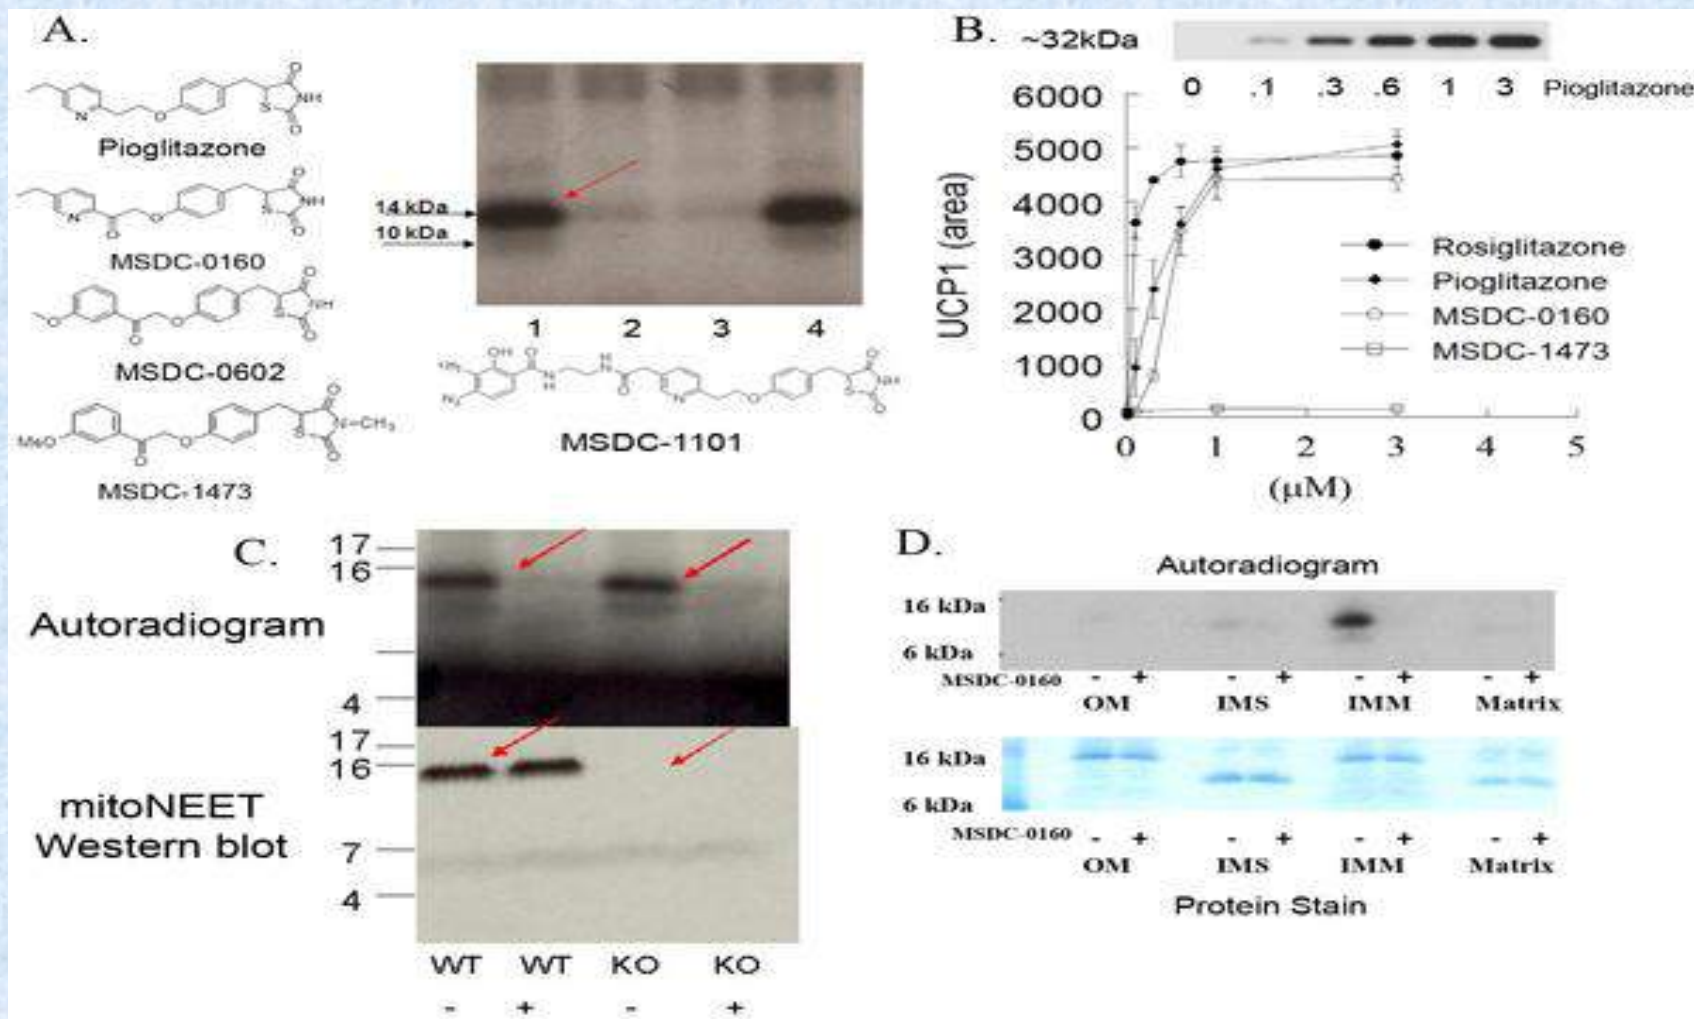 A.
Pioglitazone
MSDC-0160
MSDC-0602
MSDC-1473
14 kDa
10 kDa
1 2 3 4
MSDC-1101
B.
~32kDa
0 .1 .3 .6 1 3 Pioglitazone
6000
5000
4000
3000
2000
1000
0
UCP1 (area)
Rosiglitazone
Pioglitazone
MSDC-0160
MSDC-1473
0 1 2 3 4 5
(μM)
C.
Autoradiogram
17
16
4
mitoNEET
Western blot
17
16
7
4
WT WT KO KO
- + - +
D.
Autoradiogram
16 kDa
6 kDa
MSDC-0160 - + - + - + - +
OM IMS IMM Matrix
16 kDa
6 kDa
MSDC-0160 - + - + - + - +
OM IMS IMM Matrix
Protein Stain